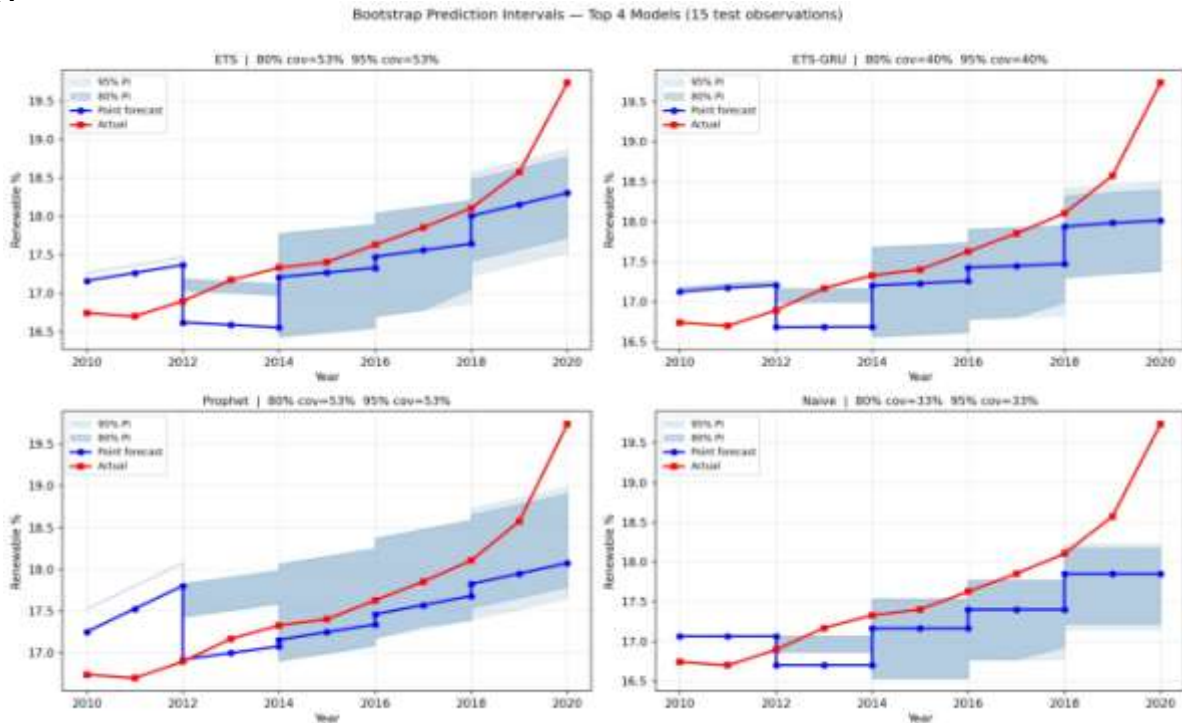 Bootstrap Prediction Intervals — Top 4 Models (15 test observations)
ETS | 80% cov=53% 95% cov=53%
95% PI
80% PI
Point forecast
Actual
Renewable %
19.5
19.0
18.5
18.0
17.5
17.0
16.5
2010 2012 2014 2016 2018 2020
Year
ETS-GRU | 80% cov=40% 95% cov=40%
95% PI
80% PI
Point forecast
Actual
Renewable %
19.5
19.0
18.5
18.0
17.5
17.0
16.5
2010 2012 2014 2016 2018 2020
Year
Prophet | 80% cov=53% 95% cov=53%
95% PI
80% PI
Point forecast
Actual
Renewable %
19.5
19.0
18.5
18.0
17.5
17.0
2010 2012 2014 2016 2018 2020
Year
Naive | 80% cov=33% 95% cov=33%
95% PI
80% PI
Point forecast
Actual
Renewable %
19.5
19.0
18.5
18.0
17.5
17.0
16.5
2010 2012 2014 2016 2018 2020
Year